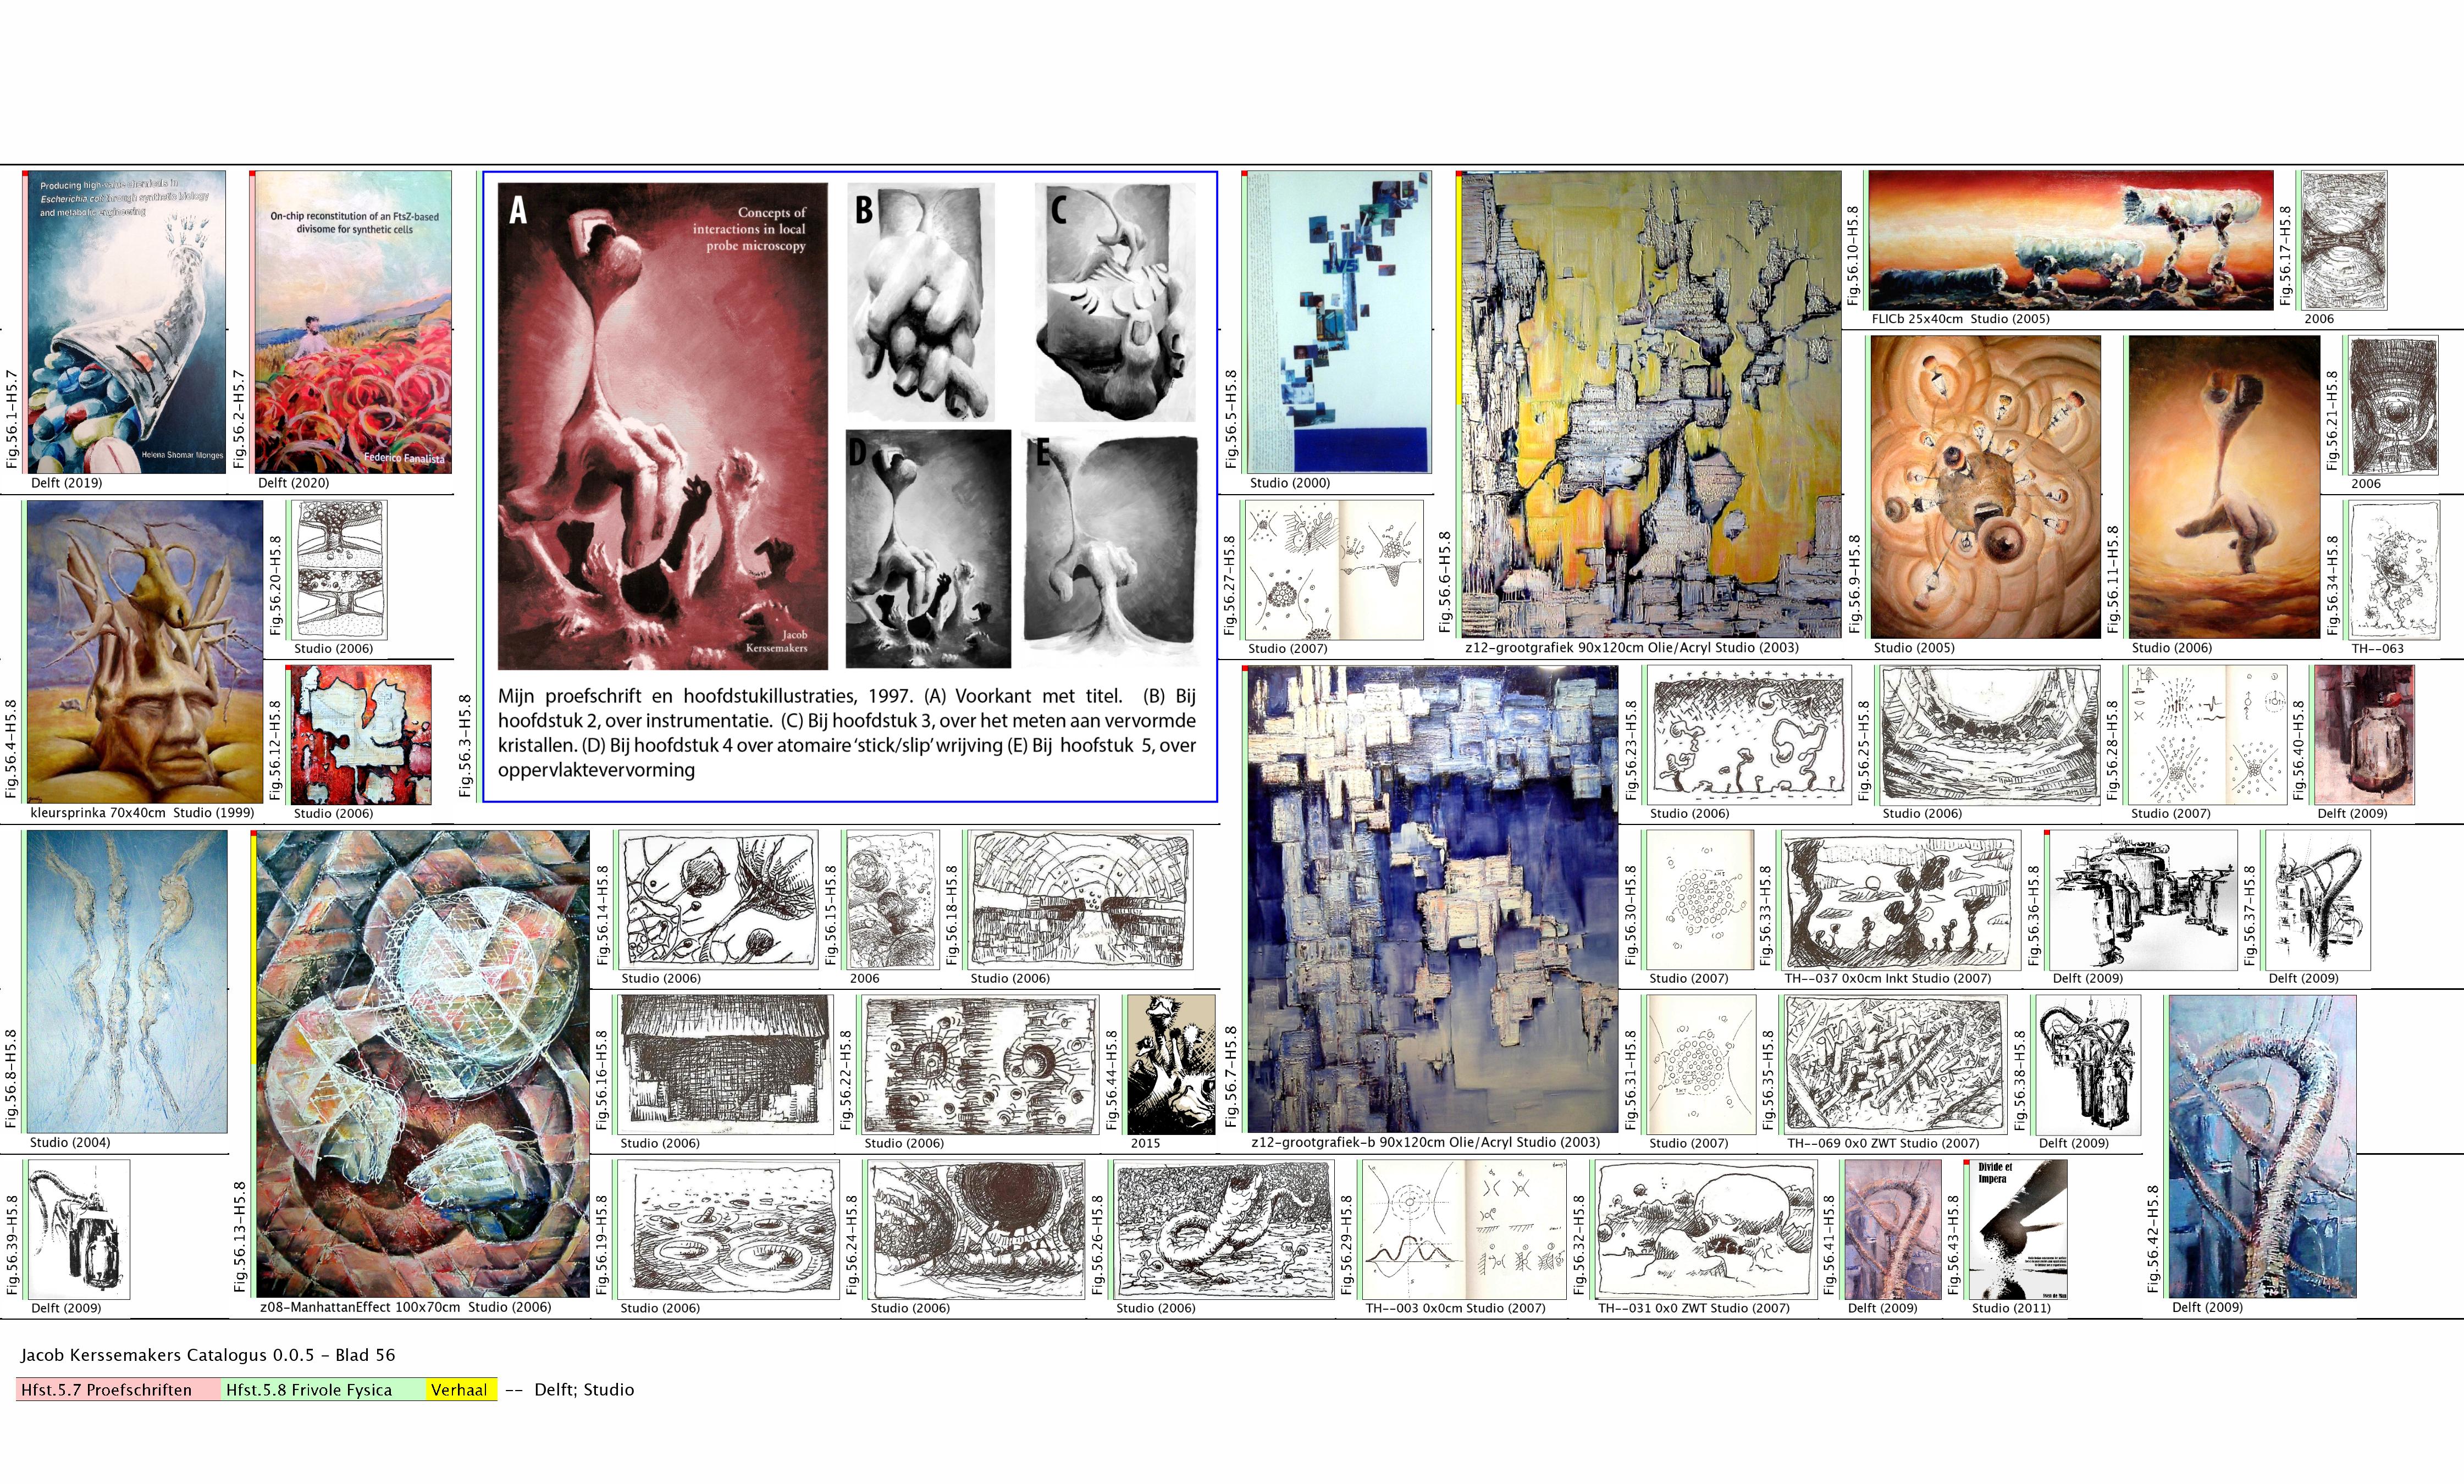 Producing high-value chemicals in
Escherichia coli through synthetic biology
and metabolic engineering
Helena Shomar Monges
Fig.56.1-H5.7
Delft (2019)
On-chip reconstitution of an FtsZ-based
divisome for synthetic cells
Federico Fanalista
Fig.56.2-H5.7
Delft (2020)
A
Concepts of
interactions in local
probe microscopy
Jacob
Kerssemakers
B
C
D
E
Mijn proefschrift en hoofdstukillustraties, 1997. (A) Voorkant met titel. (B) Bij
hoofdstuk 2, over instrumentatie. (C) Bij hoofdstuk 3, over het meten aan vervormde
kristallen. (D) Bij hoofdstuk 4 over atomaire 'stick/slip' wrijving (E) Bij hoofstuk 5, over
oppervlaktevervorming
Fig.56.3-H5.8
Fig.56.5-H5.8
Studio (2000)
Fig.56.6-H5.8
z12-grootgrafiek 90x120cm Olie/Acryl Studio (2003)
Fig.56.10-H5.8
FLICb 25x40cm Studio (2005)
Fig.56.17-H5.8
2006
Fig.56.9-H5.8
Studio (2005)
Fig.56.11-H5.8
Studio (2006)
Fig.56.21-H5.8
2006
Fig.56.34-H5.8
TH--063
Fig.56.4-H5.8
kleursprinka 70x40cm Studio (1999)
Fig.56.20-H5.8
Studio (2006)
Fig.56.12-H5.8
Studio (2006)
Fig.56.27-H5.8
Studio (2007)
Fig.56.7-H5.8
z12-grootgrafiek-b 90x120cm Olie/Acryl Studio (2003)
Fig.56.23-H5.8
Studio (2006)
Fig.56.25-H5.8
Studio (2006)
Fig.56.28-H5.8
Studio (2007)
Fig.56.40-H5.8
Delft (2009)
Fig.56.8-H5.8
Studio (2004)
Fig.56.13-H5.8
z08-ManhattanEffect 100x70cm Studio (2006)
Fig.56.14-H5.8
Studio (2006)
Fig.56.15-H5.8
2006
Fig.56.18-H5.8
Studio (2006)
Fig.56.30-H5.8
Studio (2007)
Fig.56.33-H5.8
TH--037 0x0cm Inkt Studio (2007)
Fig.56.36-H5.8
Delft (2009)
Fig.56.37-H5.8
Delft (2009)
Fig.56.16-H5.8
Studio (2006)
Fig.56.22-H5.8
Studio (2006)
Fig.56.44-H5.8
2015
Fig.56.31-H5.8
Studio (2007)
Fig.56.35-H5.8
TH--069 0x0 ZWT Studio (2007)
Fig.56.38-H5.8
Delft (2009)
Fig.56.42-H5.8
Delft (2009)
Fig.56.39-H5.8
Delft (2009)
Fig.56.19-H5.8
Studio (2006)
Fig.56.24-H5.8
Studio (2006)
Fig.56.26-H5.8
Studio (2006)
Fig.56.29-H5.8
TH--003 0x0cm Studio (2007)
Fig.56.32-H5.8
TH--031 0x0 ZWT Studio (2007)
Fig.56.41-H5.8
Delft (2009)
Fig.56.43-H5.8
Divide et
Impera
Studio (2011)
Jacob Kerssemakers Catalogus 0.0.5 - Blad 56
Hfst.5.7 Proefschriften Hfst.5.8 Frivole Fysica Verhaal -- Delft; Studio